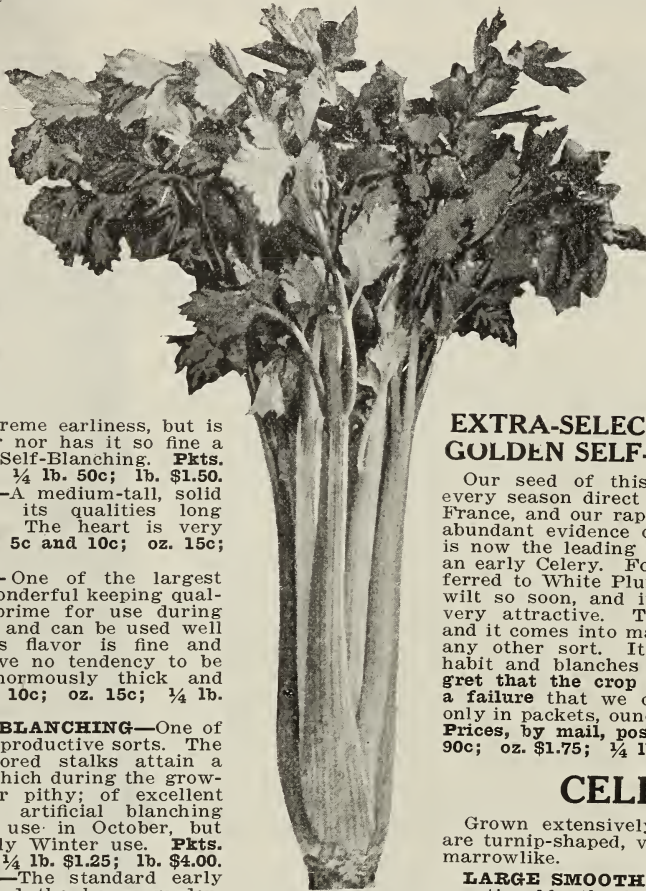 reme earliness, but is
nor has it so fine a
Self-Blanching. Pkts.
¼ lb. 50c; lb. $1.50.
—A medium-tall, solid
its qualities long
The heart is very
5c and 10c; oz. 15c;
—One of the largest
onderful keeping qual-
prime for use during
and can be used well
s flavor is fine and
ve no tendency to be
normously thick and
10c; oz. 15c; ¼ lb.
BLANCHING—One of
productive sorts. The
ored stalks attain a
hich during the grow-
r pithy; of excellent
artificial blanching
use in October, but
ly Winter use. Pkts.
¼ lb. $1.25; lb. $4.00.
—The standard early
EXTRA-SELEC
GOLDEN SELF-
Our seed of this
every season direct
France, and our rap
abundant evidence o
is now the leading
an early Celery. Fo
ferred to White Plu
wilt so soon, and i
very attractive. T
and it comes into ma
any other sort. It
habit and blanches
gret that the crop
a failure that we o
only in packets, oun
Prices, by mail, pos
90c; oz. $1.75; ¼ l
CELE
Grown extensively
are turnip-shaped, v
marrowlike.
LARGE SMOOTH